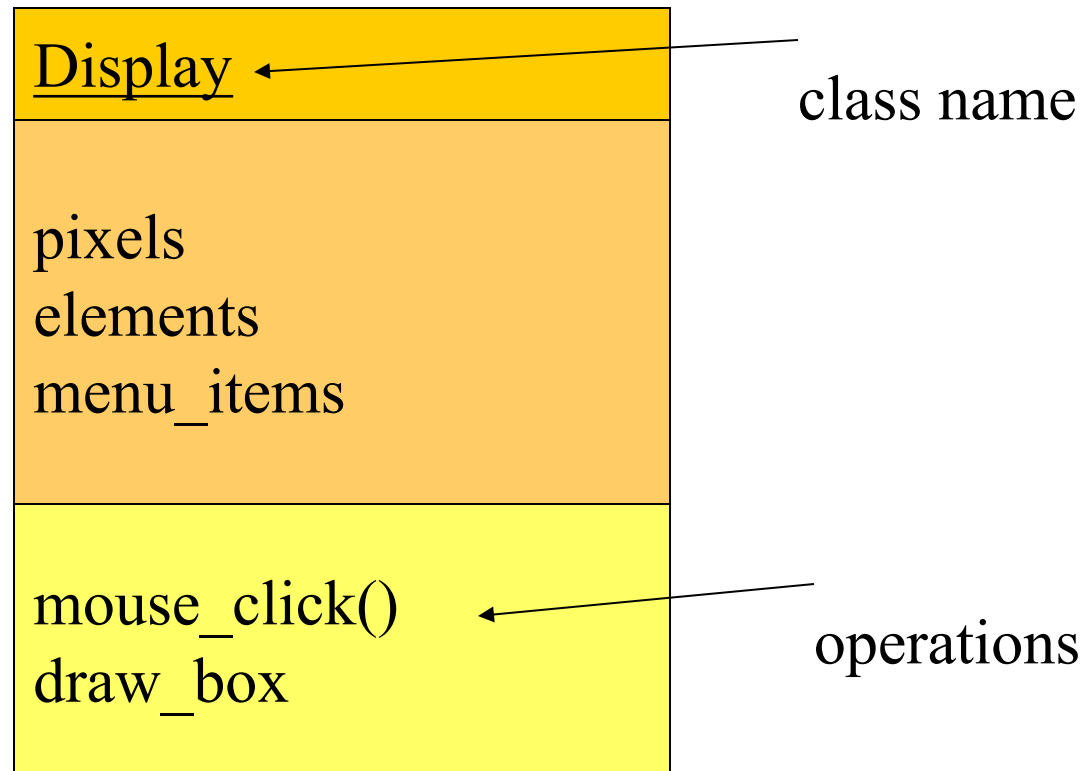 Display
class name
pixels
elements
menu_items
mouse_click()
operations
draw_box